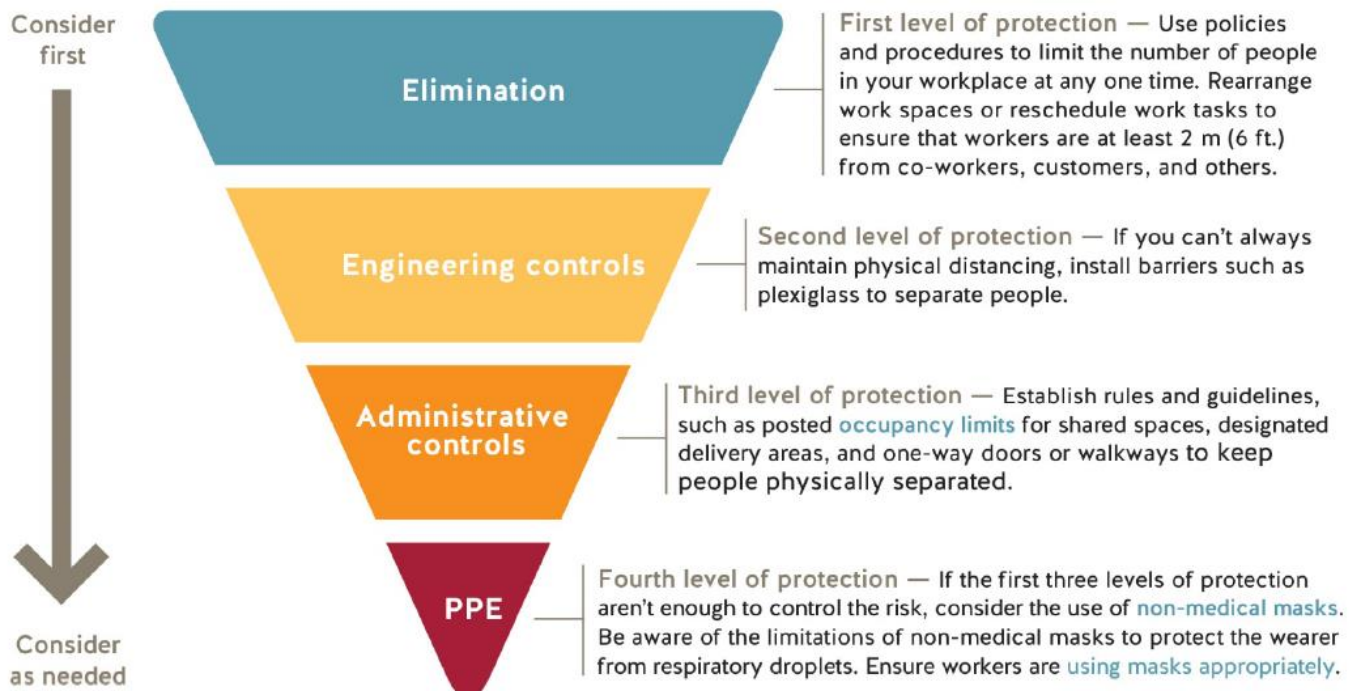 Consider
first
Elimination
First level of protection — Use policies
and procedures to limit the number of people
in your workplace at any one time. Rearrange
work spaces or reschedule work tasks to
ensure that workers are at least 2 m (6 ft.)
from co-workers, customers, and others.
Engineering controls
Second level of protection — If you can't always
maintain physical distancing, install barriers such as
plexiglass to separate people.
Administrative
controls
Third level of protection — Establish rules and guidelines,
such as posted occupancy limits for shared spaces, designated
delivery areas, and one-way doors or walkways to keep
people physically separated.
PPE
Fourth level of protection — If the first three levels of protection
aren't enough to control the risk, consider the use of non-medical masks.
Be aware of the limitations of non-medical masks to protect the wearer
from respiratory droplets. Ensure workers are using masks appropriately.
Consider
as needed